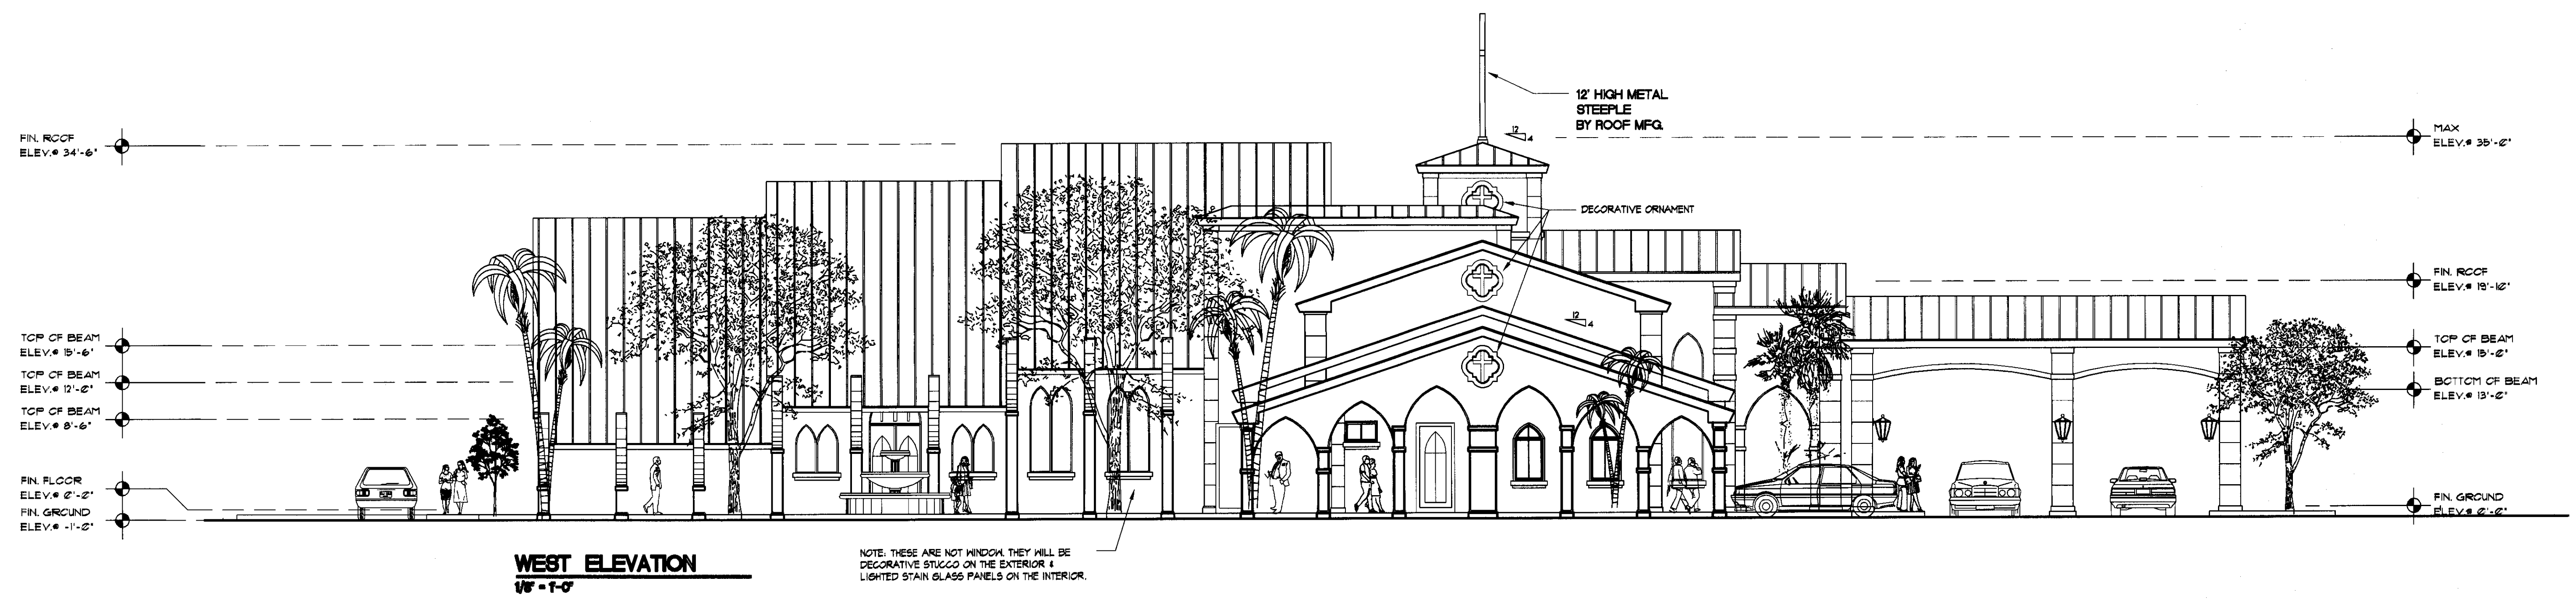 12' HIGH METAL
STEEPLE
BY ROOF MFG.
FIN. ROOF
ELEV.@ 34'-6"
12
4
MAX
ELEV.@ 35'-0"
DECORATIVE ORNAMENT
FIN. ROOF
ELEV.@ 19'-10"
12
4
TOP OF BEAM
ELEV.@ 15'-6"
TOP OF BEAM
ELEV.@ 15'-0"
TOP OF BEAM
ELEV.@ 12'-0"
BOTTOM OF BEAM
ELEV.@ 13'-0"
TOP OF BEAM
ELEV.@ 8'-6"
FIN. FLOOR
ELEV.@ 0'-0"
FIN. GROUND
ELEV.@ -1'-0"
FIN. GROUND
ELEV.@ 0'-0"
WEST ELEVATION
1/8" = 1'-0"
NOTE: THESE ARE NOT WINDOW. THEY WILL BE
DECORATIVE STUCCO ON THE EXTERIOR &
LIGHTED STAIN GLASS PANELS ON THE INTERIOR.